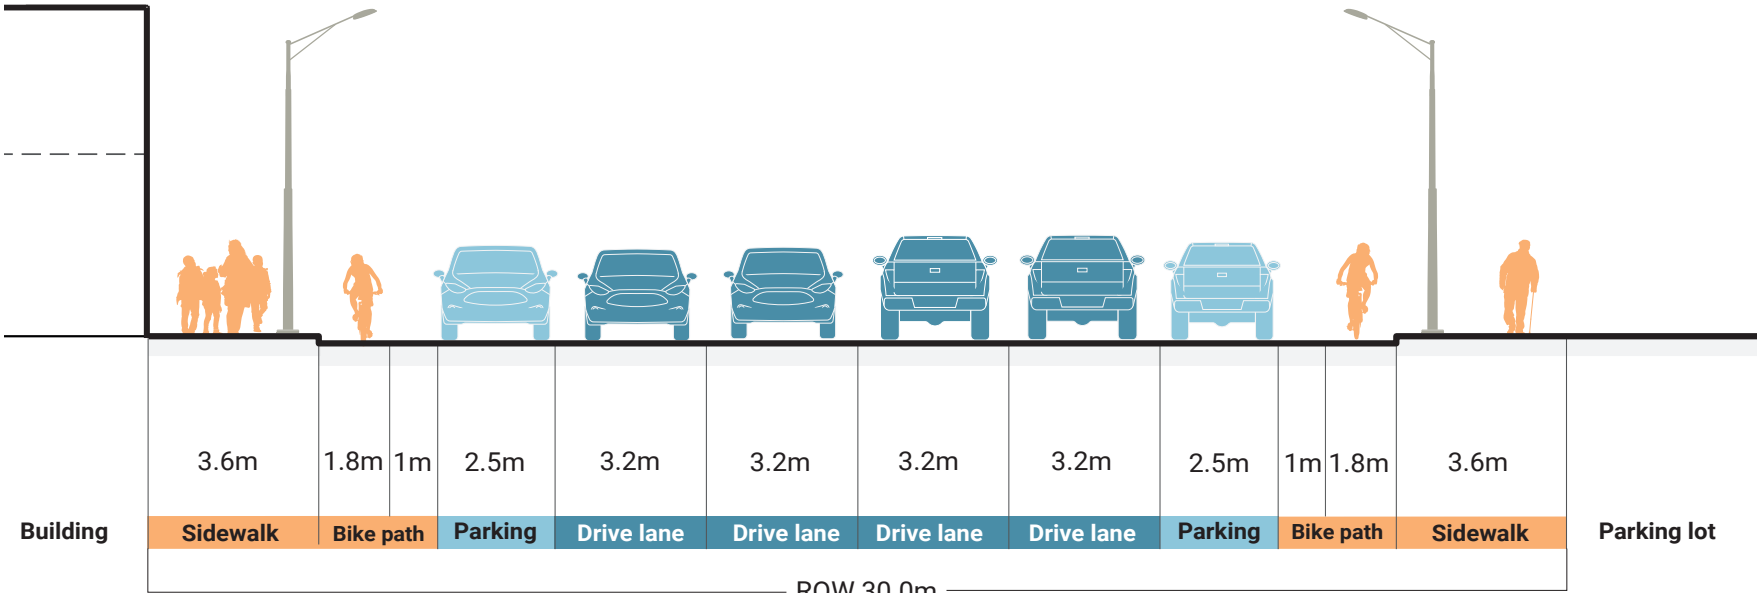 3.6m 1.8m 1m 2.5m 3.2m 3.2m 3.2m 3.2m 2.5m 1m 1.8m 3.6m
Building Sidewalk Bike path Parking Drive lane Drive lane Drive lane Drive lane Parking Bike path Sidewalk Parking lot
ROW 30.0m